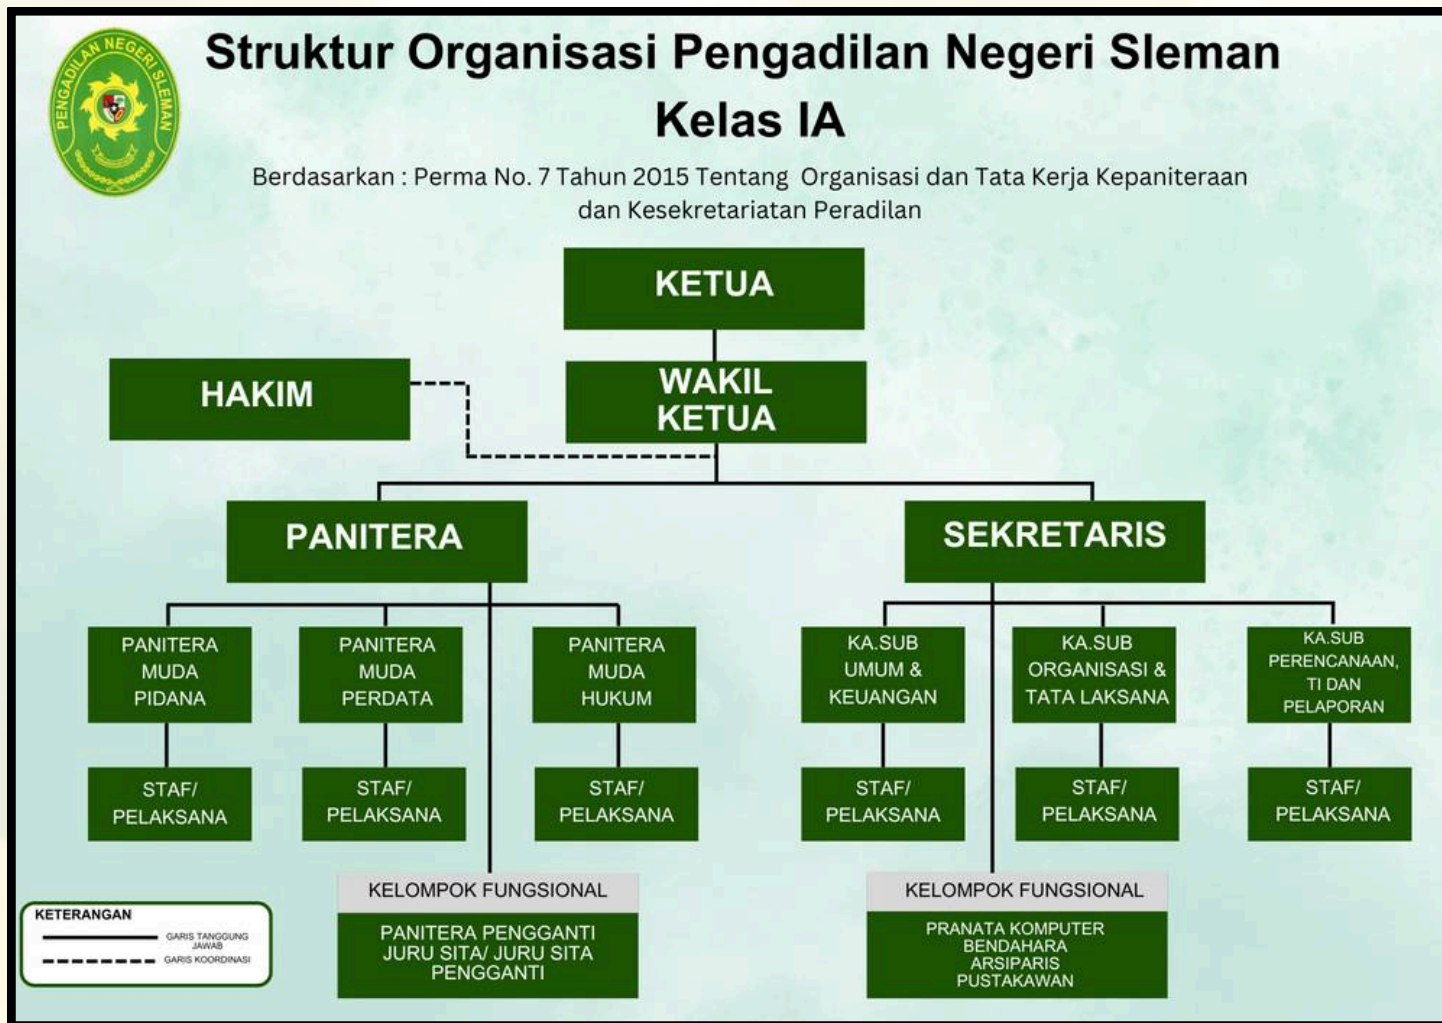 PENGADILAN NEGERI SLEMAN
Struktur Organisasi Pengadilan Negeri Sleman
Kelas IA
Berdasarkan : Perma No. 7 Tahun 2015 Tentang Organisasi dan Tata Kerja Kepaniteraan
dan Kesekretariatan Peradilan
KETUA
HAKIM
WAKIL
KETUA
PANITERA
SEKRETARIS
PANITERA
MUDA
PIDANA
PANITERA
MUDA
PERDATA
PANITERA
MUDA
HUKUM
KA.SUB
UMUM &
KEUANGAN
KA.SUB
ORGANISASI &
TATA LAKSANA
KA.SUB
PERENCANAAN,
TI DAN
PELAPORAN
STAF/
PELAKSANA
STAF/
PELAKSANA
STAF/
PELAKSANA
STAF/
PELAKSANA
STAF/
PELAKSANA
STAF/
PELAKSANA
KELOMPOK FUNGSIONAL
PANITERA PENGGANTI
JURU SITA/ JURU SITA
PENGGANTI
KELOMPOK FUNGSIONAL
PRANATA KOMPUTER
BENDAHARA
ARSIPARIS
PUSTAKAWAN
KETERANGAN
GARIS TANGGUNG
JAWAB
GARIS KOORDINASI